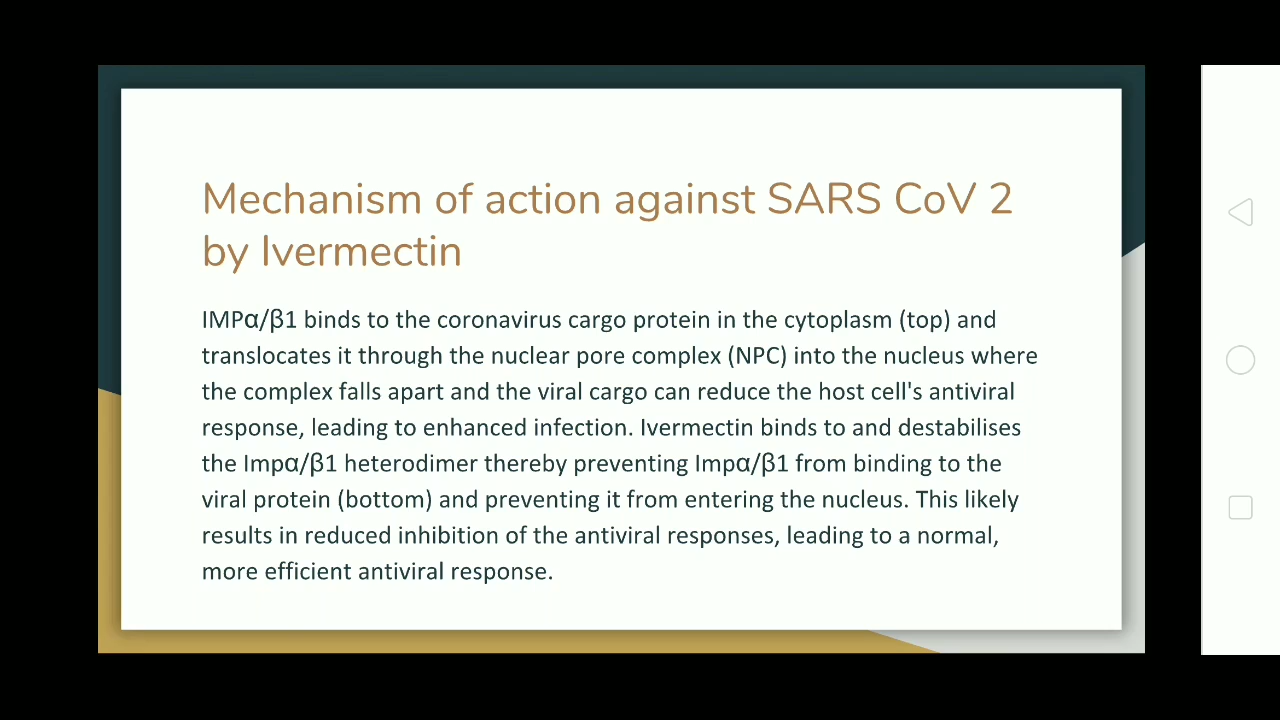 Mechanism of action against SARS CoV 2
by Ivermectin
IMPα/β1 binds to the coronavirus cargo protein in the cytoplasm (top) and
translocates it through the nuclear pore complex (NPC) into the nucleus where
the complex falls apart and the viral cargo can reduce the host cell's antiviral
response, leading to enhanced infection. Ivermectin binds to and destabilises
the Impα/β1 heterodimer thereby preventing Impα/β1 from binding to the
viral protein (bottom) and preventing it from entering the nucleus. This likely
results in reduced inhibition of the antiviral responses, leading to a normal,
more efficient antiviral response.